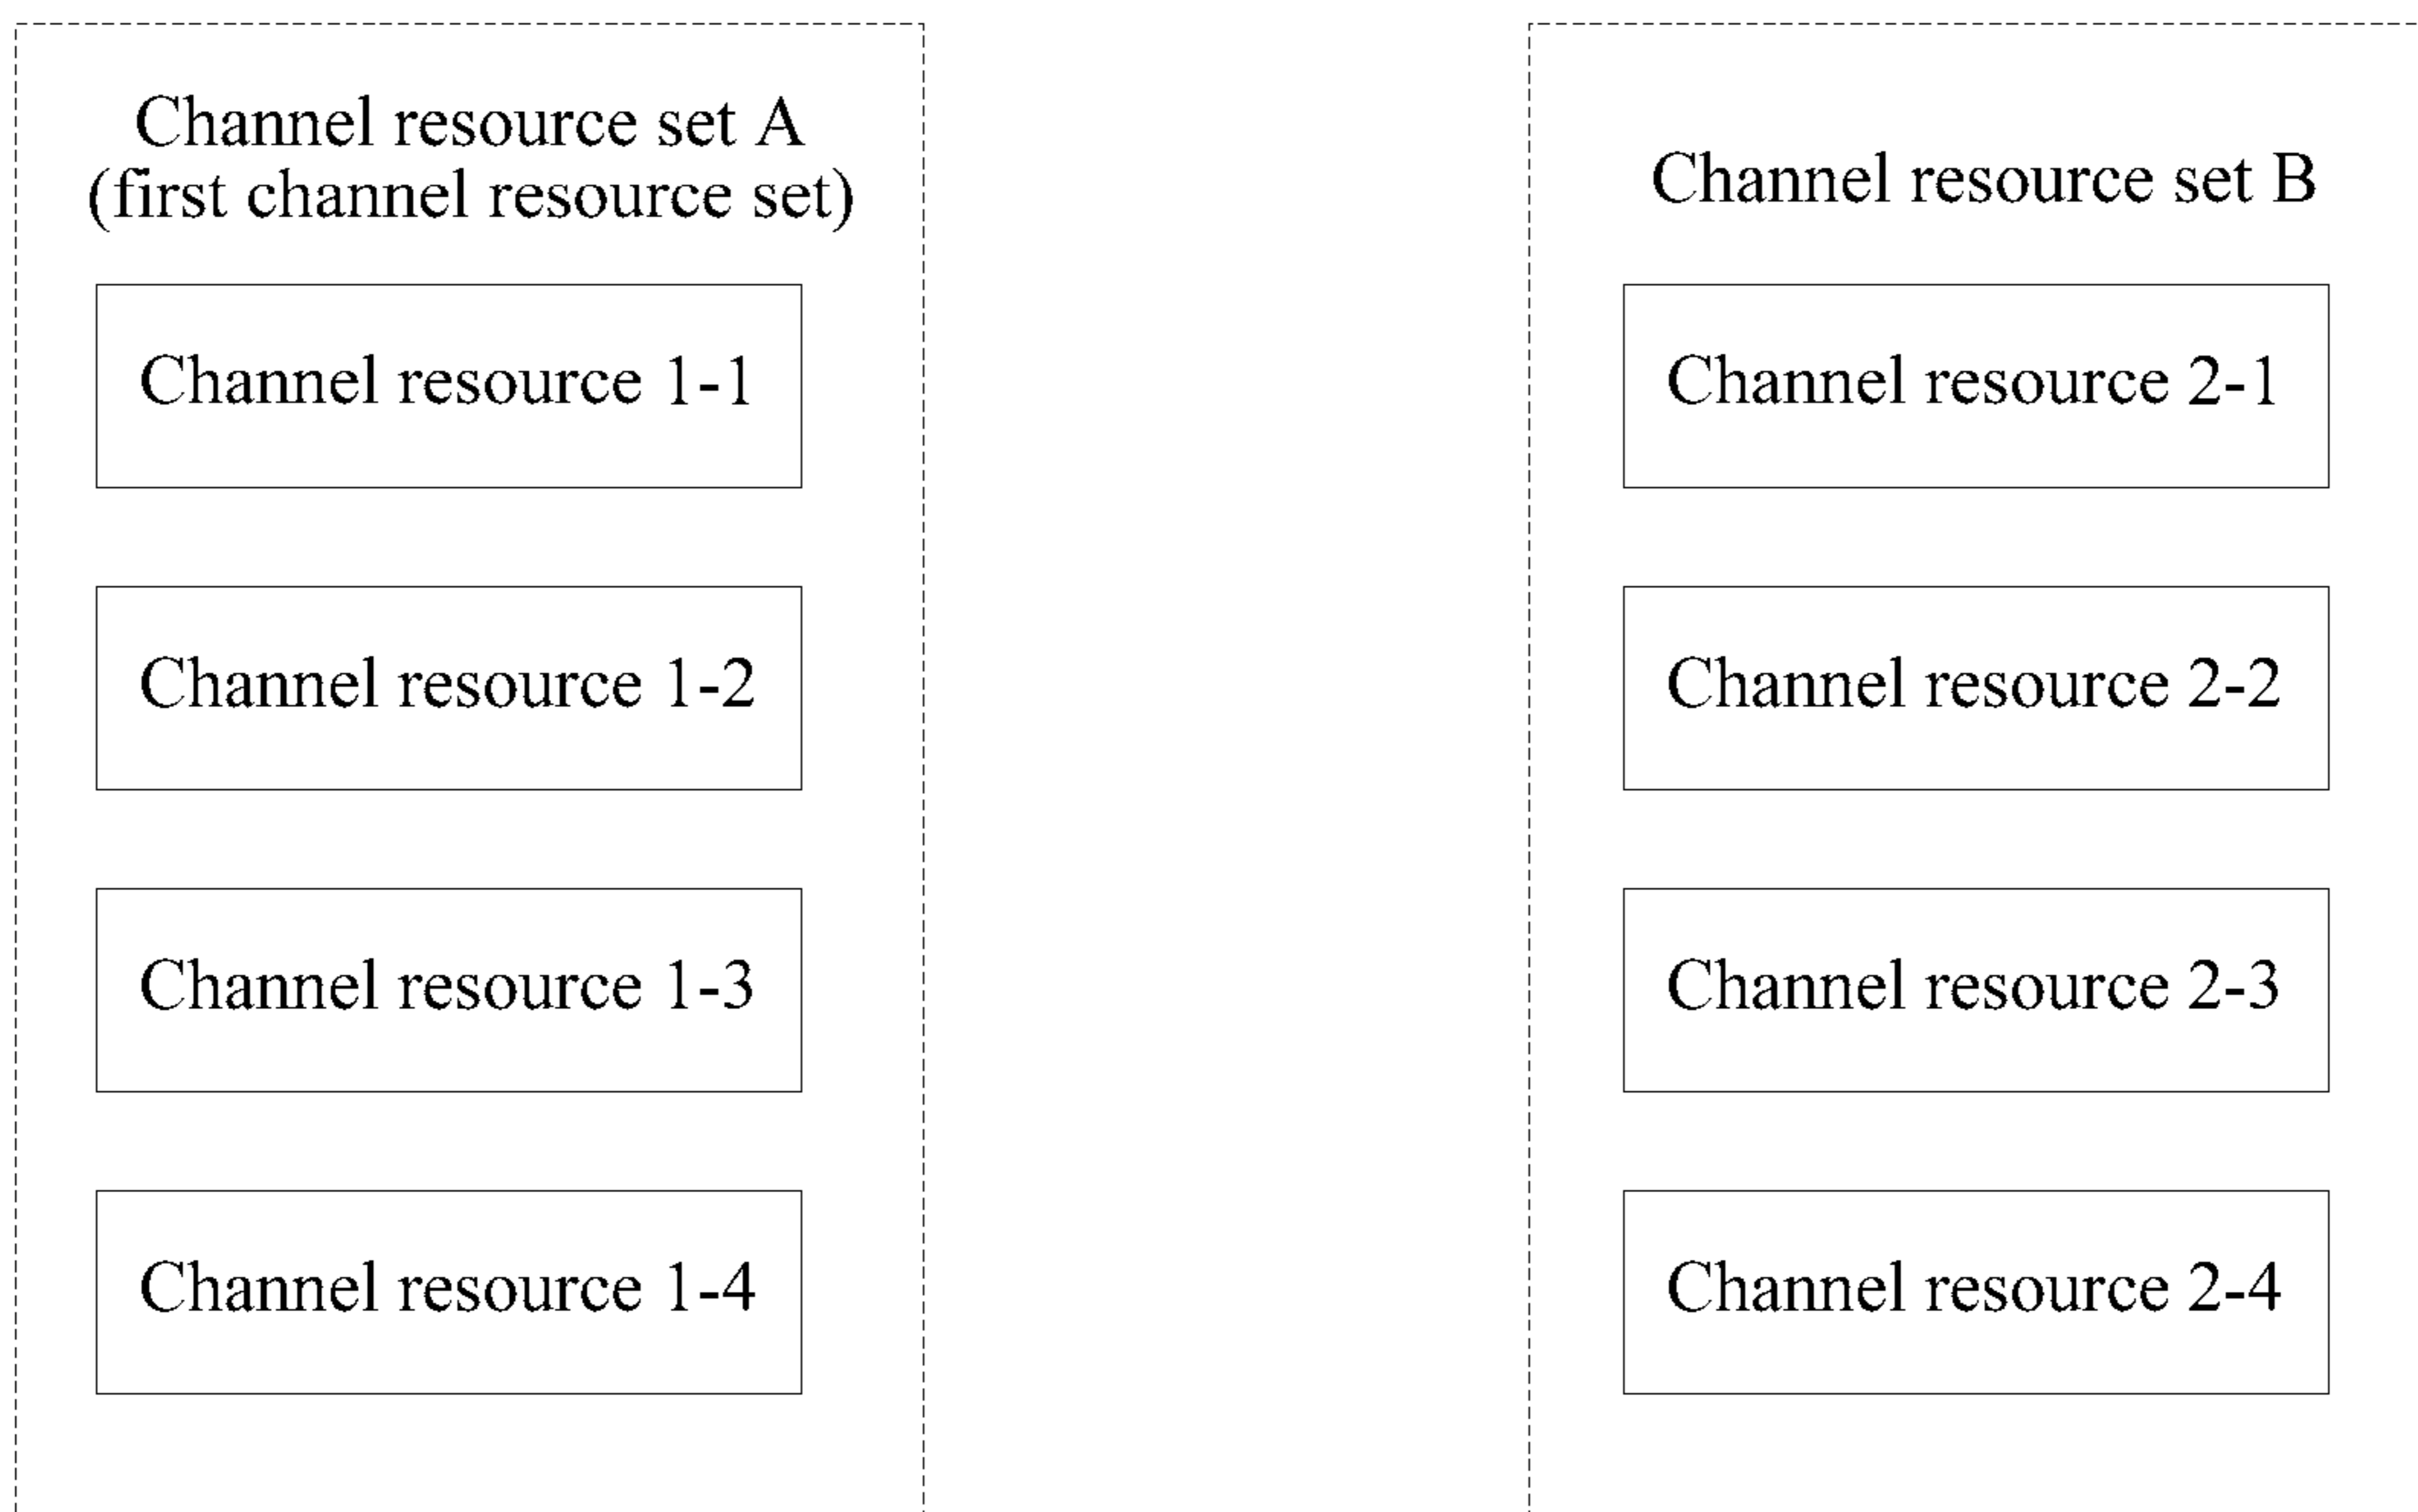 Channel resource set A
(first channel resource set)
Channel resource 1-1
Channel resource 1-2
Channel resource 1-3
Channel resource 1-4
Channel resource set B
Channel resource 2-1
Channel resource 2-2
Channel resource 2-3
Channel resource 2-4